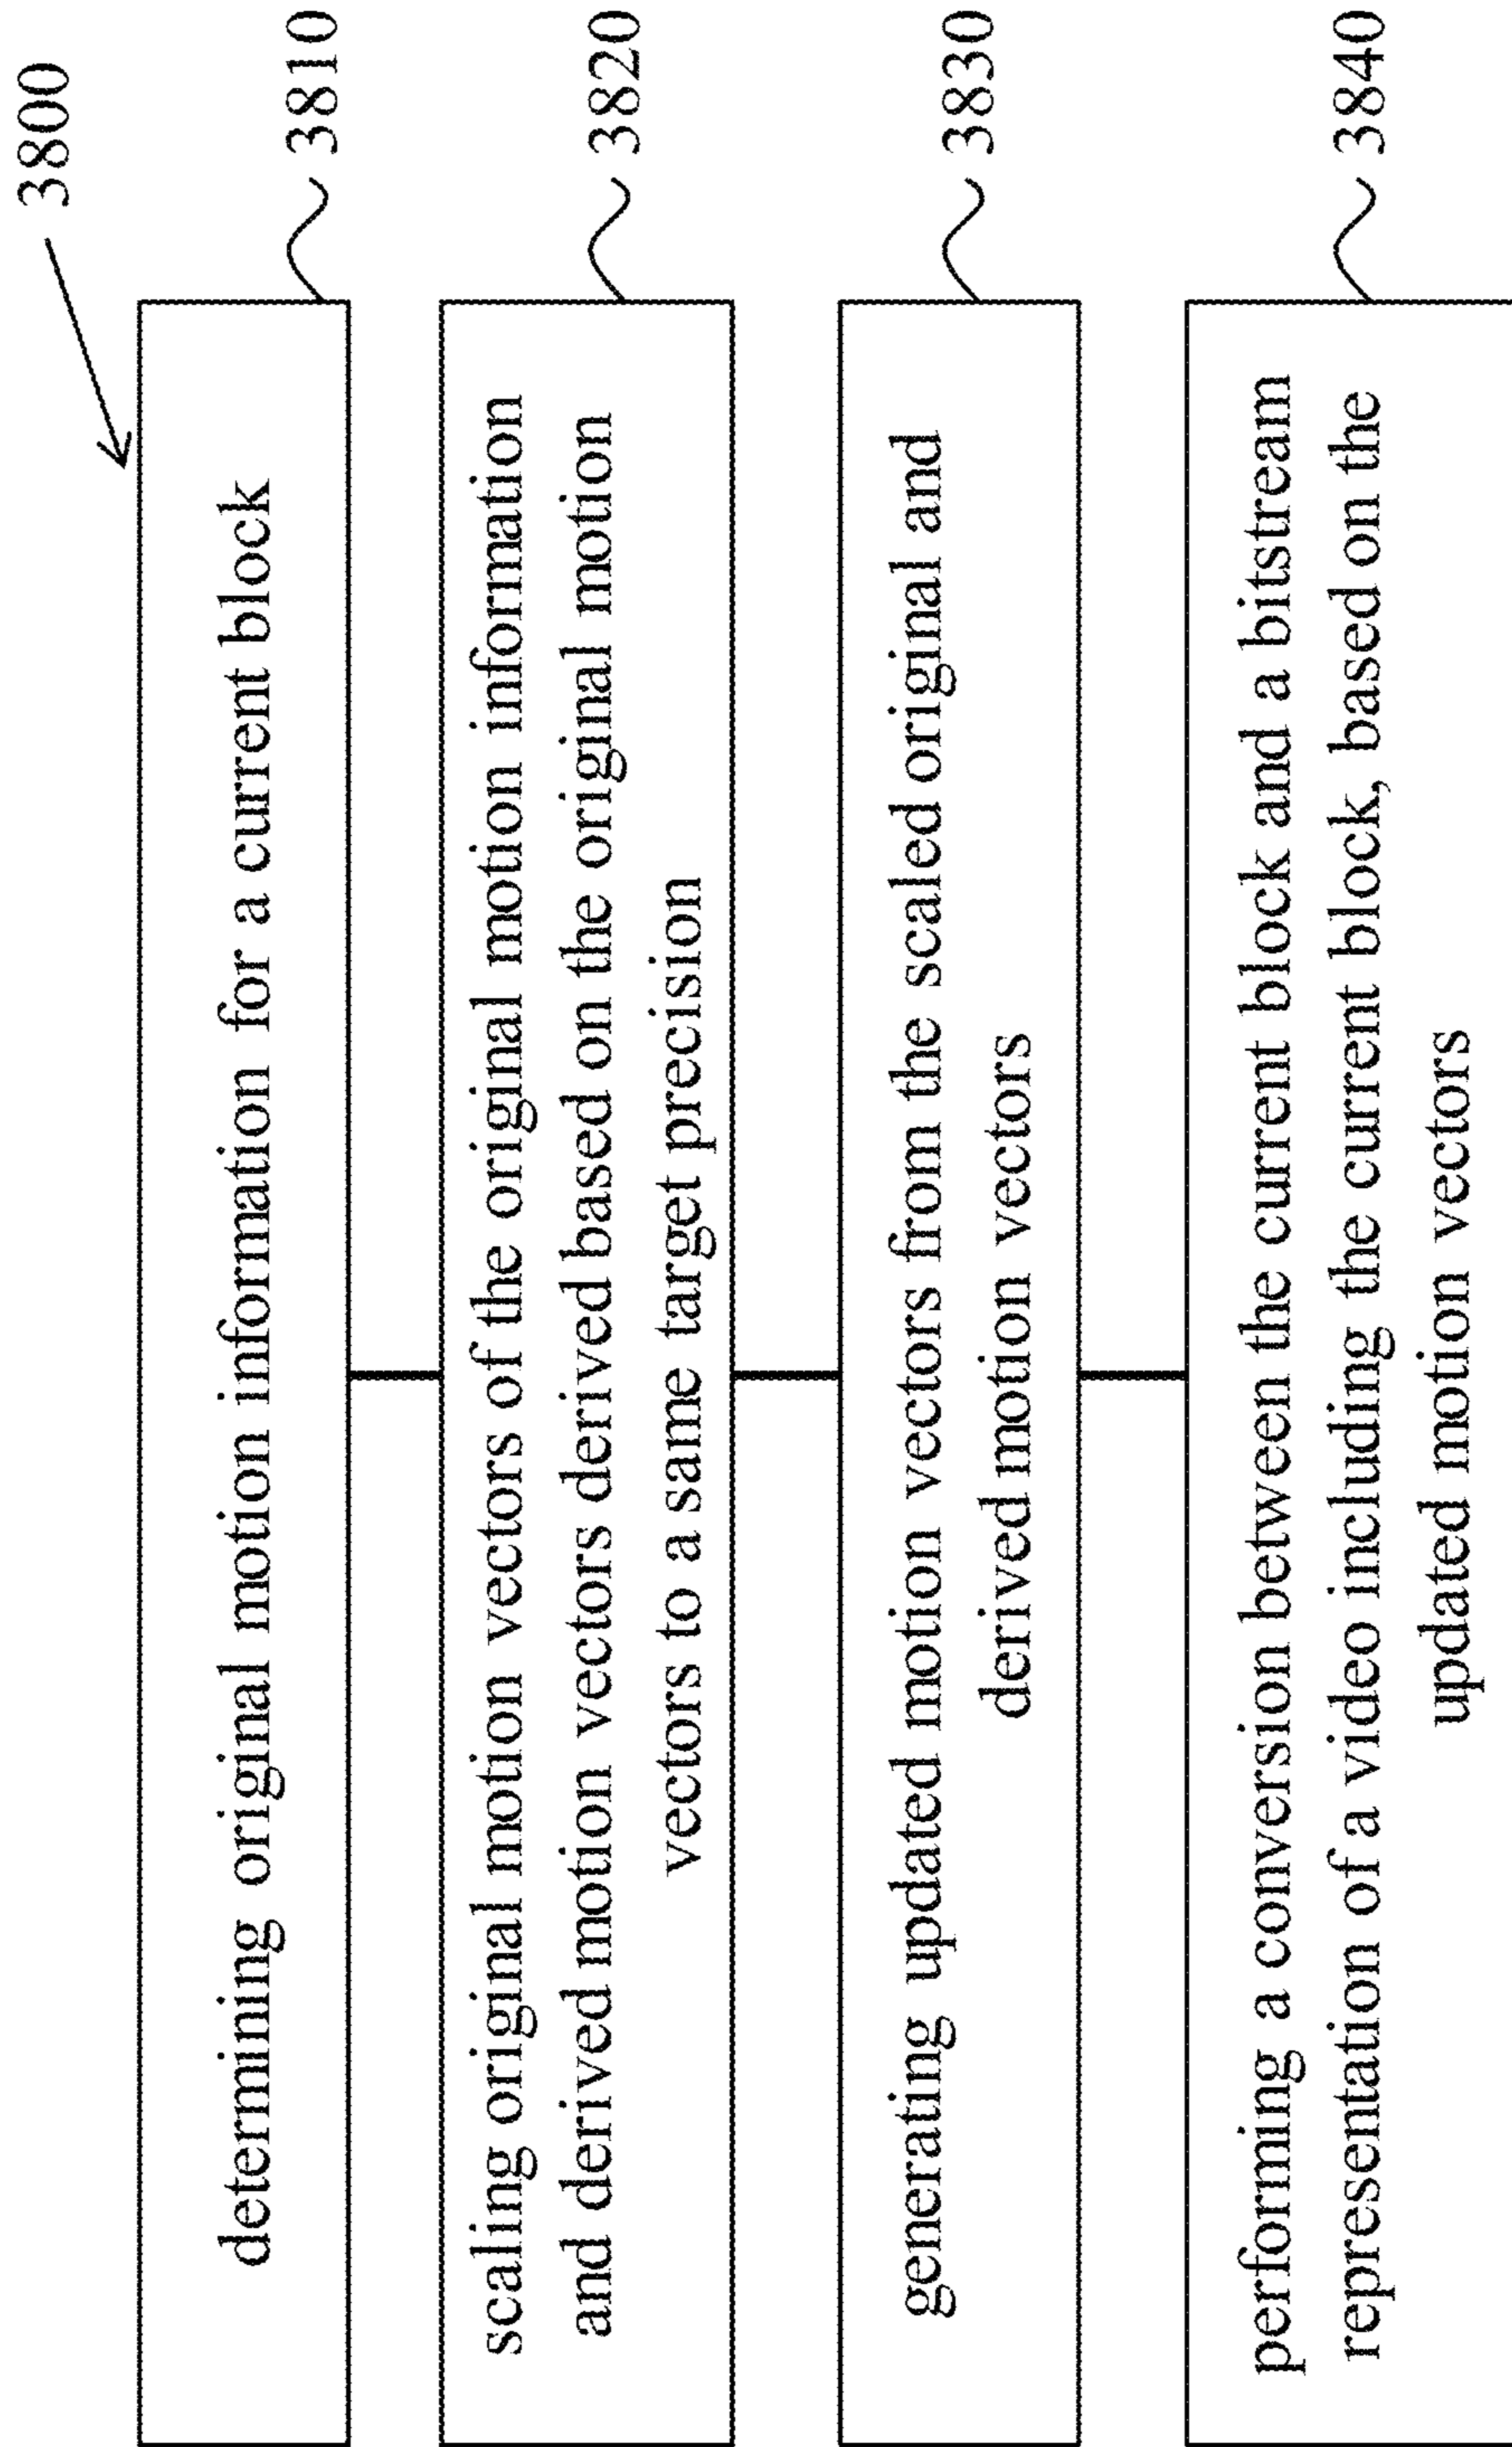 3800
determining original motion information for a current block
3810
scaling original motion vectors of the original motion information
and derived motion vectors derived based on the original motion
vectors to a same target precision
3820
generating updated motion vectors from the scaled original and
derived motion vectors
3830
performing a conversion between the current block and a bitstream
representation of a video including the current block, based on the
updated motion vectors
3840